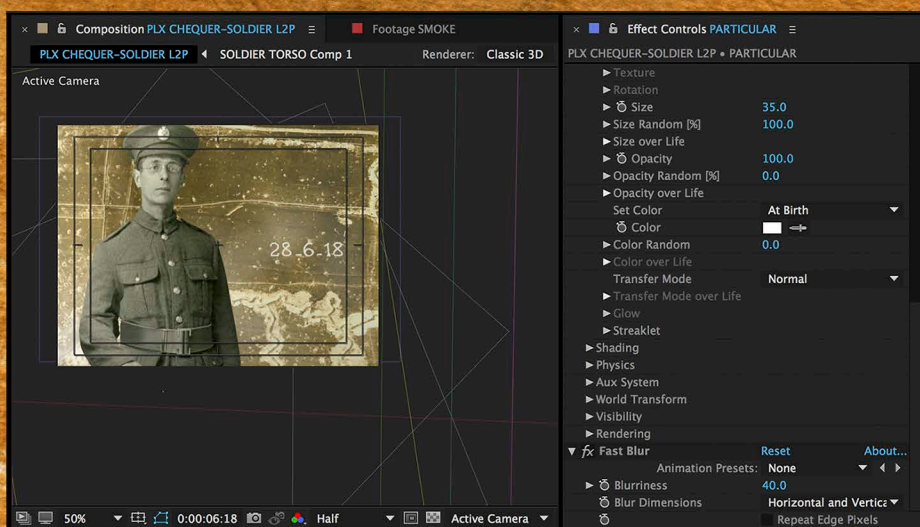 × Composition PLX CHEQUER-SOLDIER L2P
Footage SMOKE
PLX CHEQUER-SOLDIER L2P SOLDIER TORSO Comp 1 Renderer: Classic 3D
Active Camera
28_6_18
50% 0:00:06:18 Half Active Camera
× Effect Controls PARTICULAR
PLX CHEQUER-SOLDIER L2P • PARTICULAR
Texture
Rotation
Size 35.0
Size Random [%] 100.0
Size over Life
Opacity 100.0
Opacity Random [%] 0.0
Opacity over Life
Set Color At Birth
Color
Color Random 0.0
Color over Life
Transfer Mode Normal
Transfer Mode over Life
Glow
Streaklet
Shading
Physics
Aux System
World Transform
Visibility
Rendering
fx Fast Blur Reset About...
Animation Presets: None
Blurriness 40.0
Blur Dimensions Horizontal and Vertica
Repeat Edge Pixels